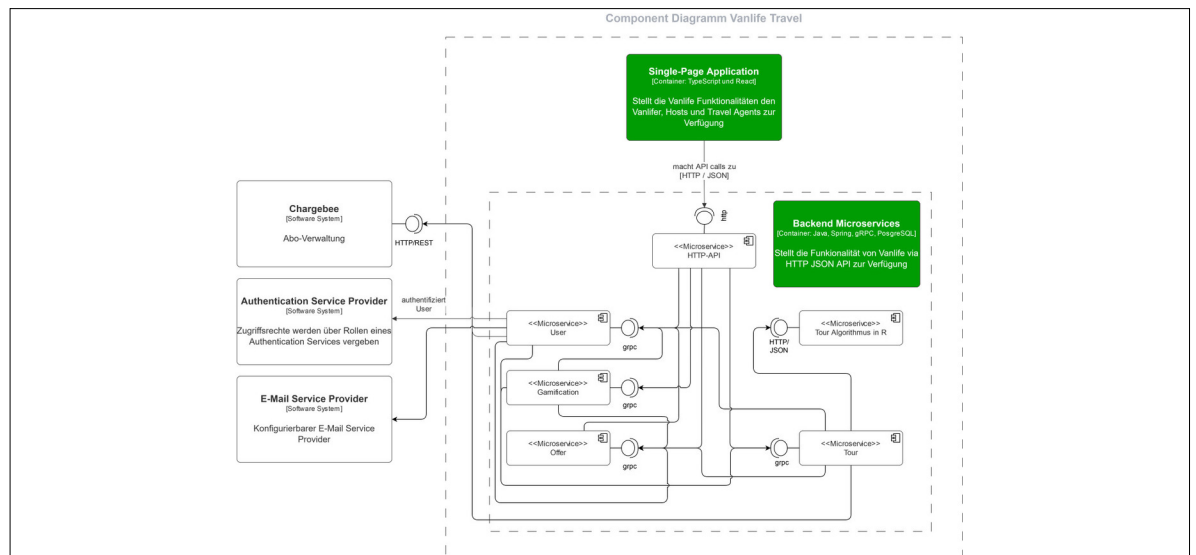 Component Diagramm Vanlife Travel
Single-Page Application
[Container: TypeScript und React]
Stellt die Vanlife Funktionalitäten den
Vanlifer, Hosts und Travel Agents zur
Verfügung
macht API calls zu
[HTTP / JSON]
http
Chargebee
[Software System]
Abo-Verwaltung
HTTP/REST
Backend Microservices
[Container: Java, Spring, gRPC, PosgreSQL]
Stellt die Funkionalität von Vanlife via
HTTP JSON API zur Verfügung
<<Microservice>>
HTTP-API
Authentication Service Provider
[Software System]
Zugriffsrechte werden über Rollen eines
Authentication Services vergeben
authentifiziert
User
<<Microservice>>
User
grpc
HTTP/
JSON
<<Microserivce>>
Tour Algorithmus in R
E-Mail Service Provider
[Software System]
Konfigurierbarer E-Mail Service
Provider
<<Microservice>>
Gamification
grpc
<<Microservice>>
Offer
grpc
grpc
<<Microservice>>
Tour